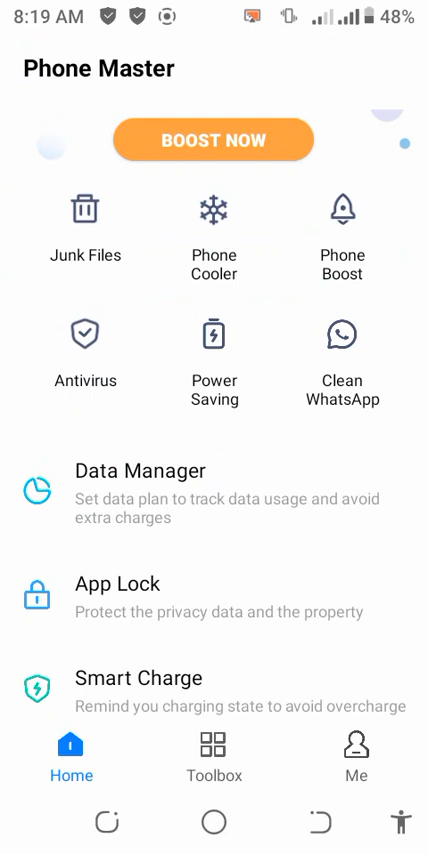 8:19 AM 48%
Phone Master
BOOST NOW
Junk Files
Phone
Cooler
Phone
Boost
Antivirus
Power
Saving
Clean
WhatsApp
Data Manager
Set data plan to track data usage and avoid
extra charges
App Lock
Protect the privacy data and the property
Smart Charge
Remind you charging state to avoid overcharge
Home
Toolbox
Me